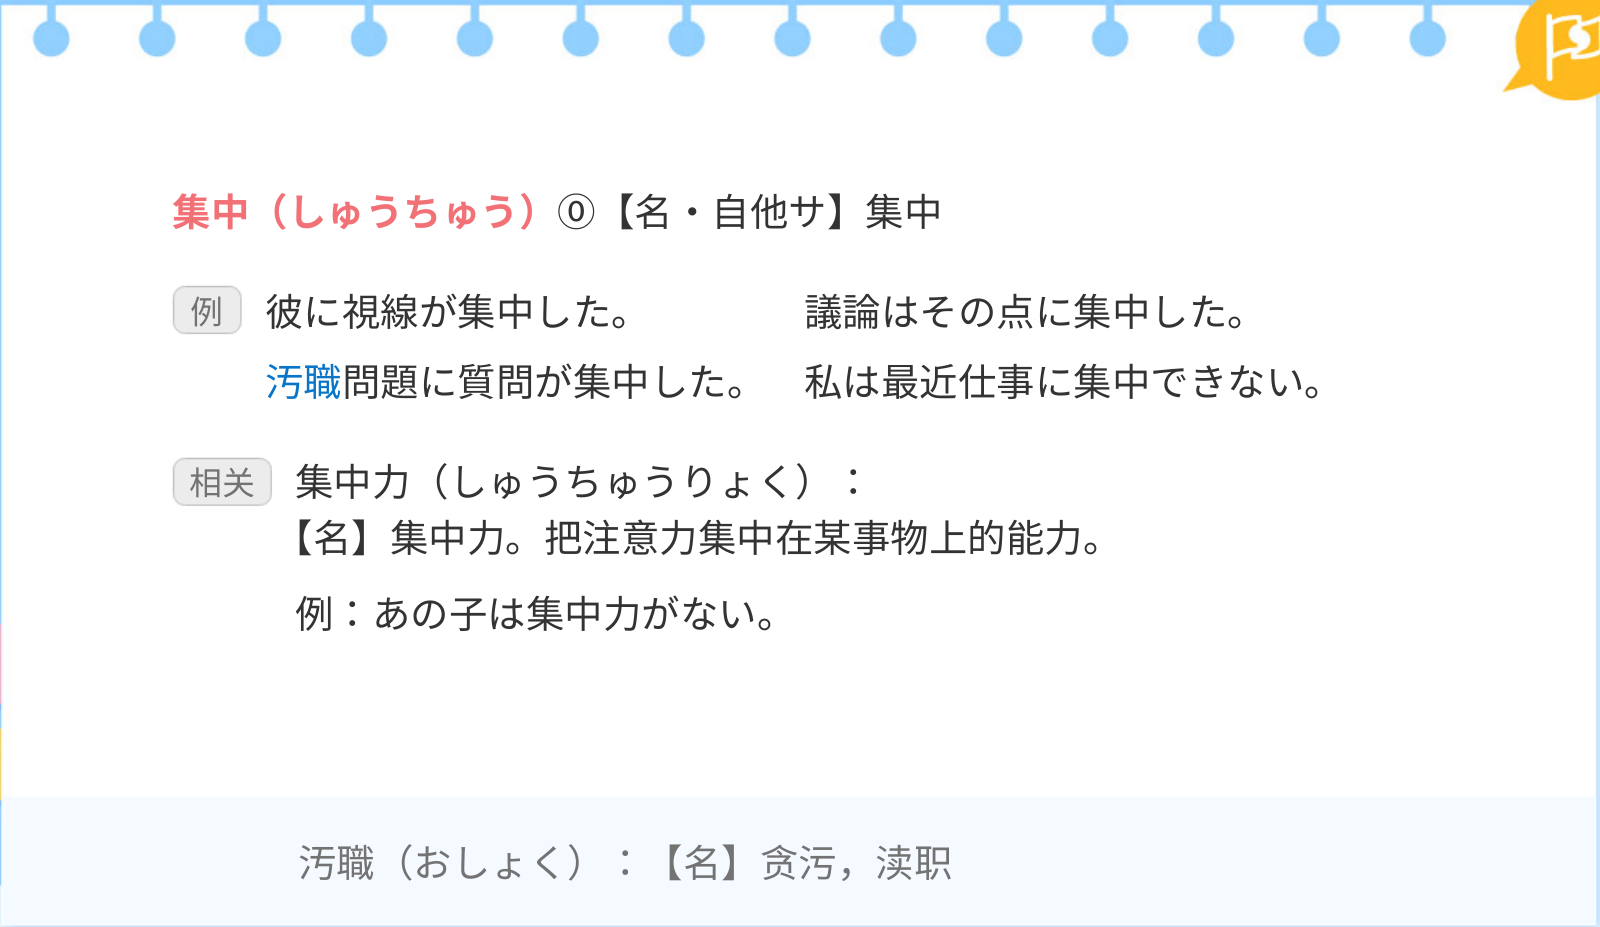 集中（しゅうちゅう）⓪【名・自他サ】集中
例 彼に視線が集中した。 議論はその点に集中した。
汚職問題に質問が集中した。 私は最近仕事に集中できない。
相关 集中力（しゅうちゅうりょく）：
【名】集中力。把注意力集中在某事物上的能力。
例：あの子は集中力がない。
汚職（おしょく）：【名】贪污，渎职